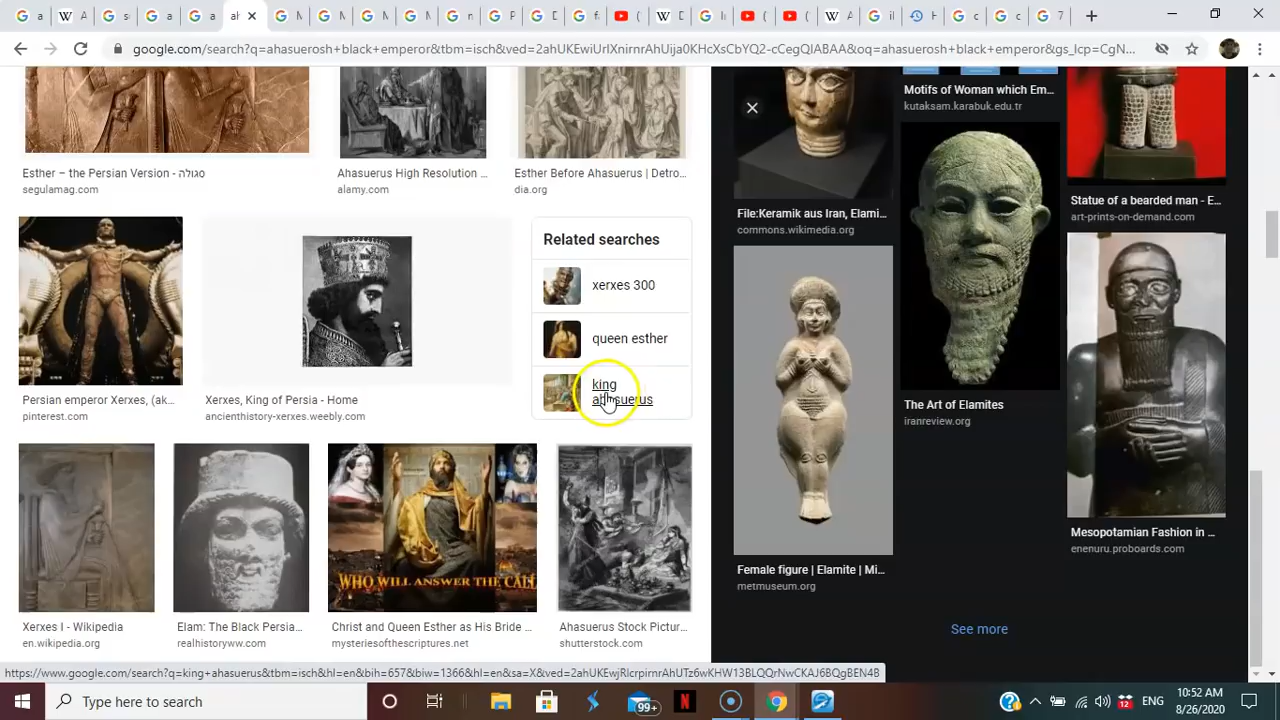 google.com/search?q=ahasuerosh+black+emperor&tbm=isch&ved=2ahUKEwiUrlXnirnrAhUija0KHcXsCbYQ2-cCegQIABAA&oq=ahasuerosh+black+emperor&gs_lcp=CgN...
Esther – the Persian Version - סגולה
segulamag.com
Ahasuerus High Resolution ...
alamy.com
Esther Before Ahasuerus | Detro...
dia.org
Persian emperor Xerxes, (ak...
pinterest.com
Xerxes, King of Persia - Home
ancienthistory-xerxes.weebly.com
Related searches
xerxes 300
queen esther
king
ahasuerus
WHO WILL ANSWER THE CALL
Xerxes I - Wikipedia
en.wikipedia.org
Elam: The Black Persia...
realhistoryww.com
Christ and Queen Esther as His Bride ...
mysteriesofthescriptures.net
Ahasuerus Stock Pictur...
shutterstock.com
File:Keramik aus Iran, Elami...
commons.wikimedia.org
Motifs of Woman which Em...
kutaksam.karabuk.edu.tr
Statue of a bearded man - E...
art-prints-on-demand.com
The Art of Elamites
iranreview.org
Female figure | Elamite | Mi...
metmuseum.org
Mesopotamian Fashion in ...
enenuru.proboards.com
See more
https://www.google.com/search?q=king+ahasuerus&tbm=isch&hl=en&bih=657&biw=1366&hl=en&sa=X&ved=2ahUKEwjRlcrpirnrAhUTz6wKHW13BLQQrNwCKAJ6BQgBEN4B
Type here to search
99+
12
ENG
10:52 AM
8/26/2020